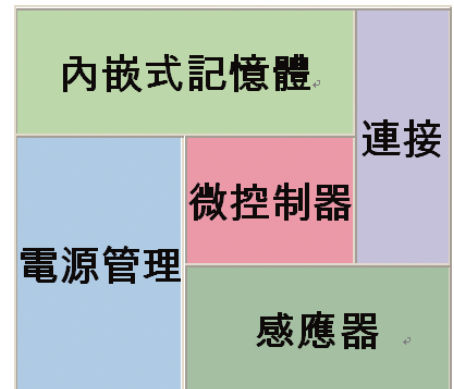 內嵌式記憶體
連接
微控制器
電源管理
感應器